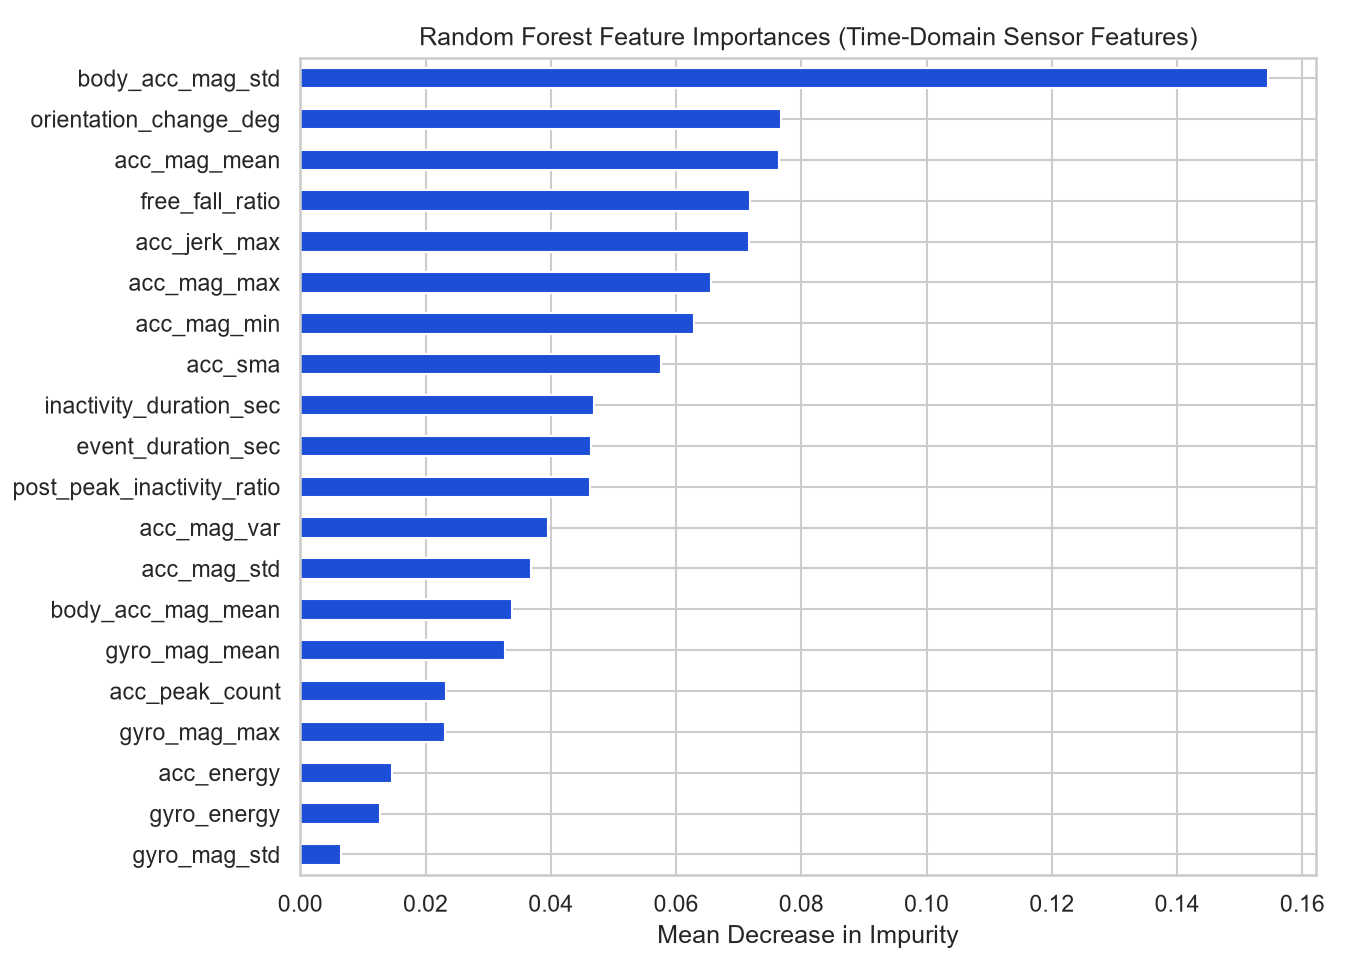 Random Forest Feature Importances (Time-Domain Sensor Features)
body_acc_mag_std
orientation_change_deg
acc_mag_mean
free_fall_ratio
acc_jerk_max
acc_mag_max
acc_mag_min
acc_sma
inactivity_duration_sec
event_duration_sec
post_peak_inactivity_ratio
acc_mag_var
acc_mag_std
body_acc_mag_mean
gyro_mag_mean
acc_peak_count
gyro_mag_max
acc_energy
gyro_energy
gyro_mag_std
0.00 0.02 0.04 0.06 0.08 0.10 0.12 0.14 0.16
Mean Decrease in Impurity